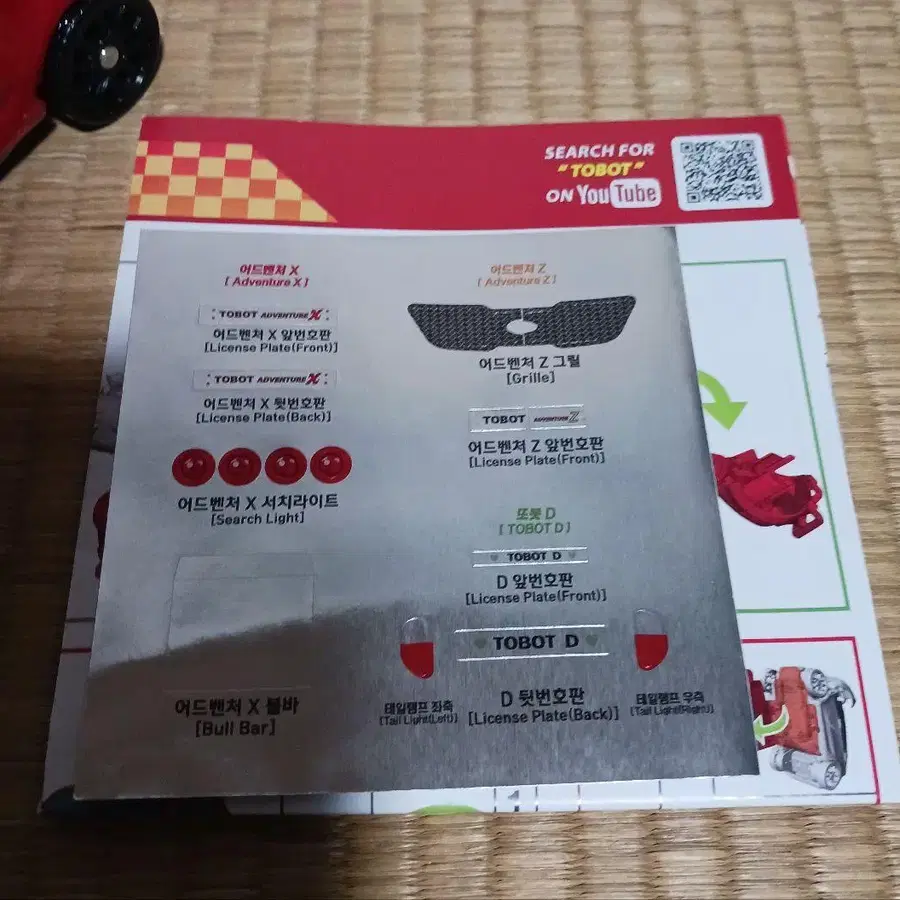 SEARCH FOR
"TOBOT"
ON YouTube
어드벤처 X
[ Adventure X ]
TOBOT ADVENTURE X
어드벤처 X 앞번호판
[License Plate(Front)]
TOBOT ADVENTURE X
어드벤처 X 뒷번호판
[License Plate(Back)]
어드벤처 X 서치라이트
[Search Light]
어드벤처 X 불바
[Bull Bar]
어드벤처 Z
[ Adventure Z ]
어드벤처 Z 그릴
[Grille]
TOBOT ADVENTURE Z
어드벤처 Z 앞번호판
[License Plate(Front)]
또봇 D
[ TOBOT D ]
TOBOT D
D 앞번호판
[License Plate(Front)]
TOBOT D
테일램프 좌측
[Tail Light(Left)]
D 뒷번호판
[License Plate(Back)]
테일램프 우측
[Tail Light(Right)]